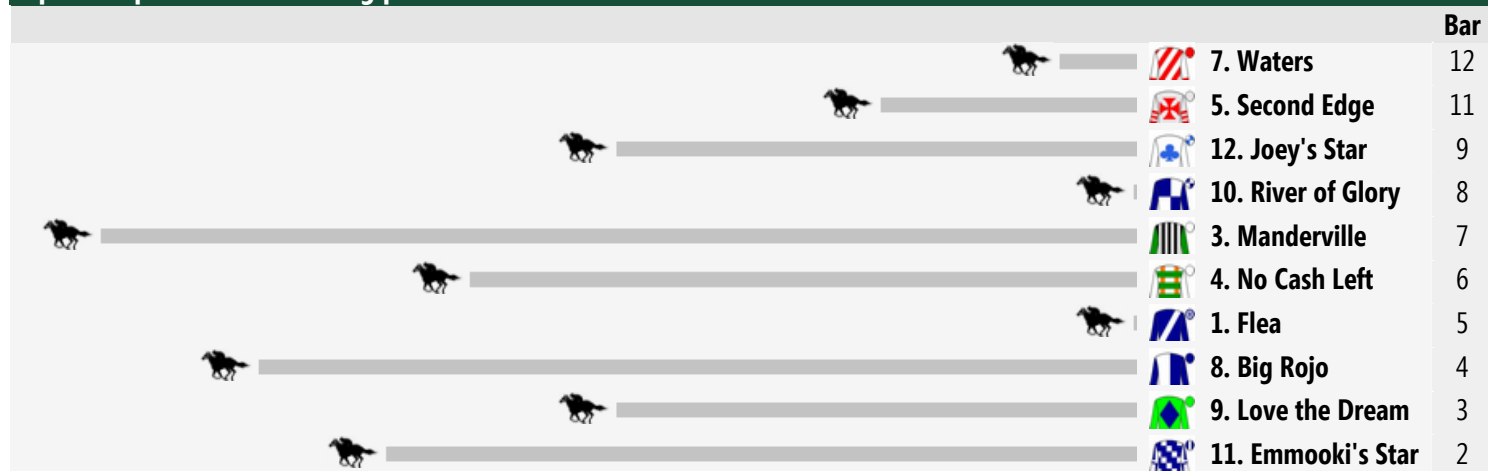 Bar
7. Waters 12
5. Second Edge 11
12. Joey's Star 9
10. River of Glory 8
3. Manderville 7
4. No Cash Left 6
1. Flea 5
8. Big Rojo 4
9. Love the Dream 3
11. Emmooki's Star 2